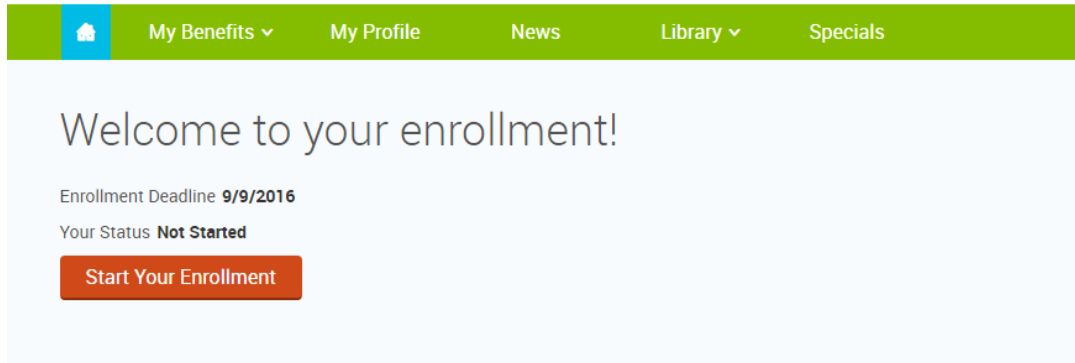 My Benefits My Profile News Library Specials
Welcome to your enrollment!
Enrollment Deadline 9/9/2016
Your Status Not Started
Start Your Enrollment